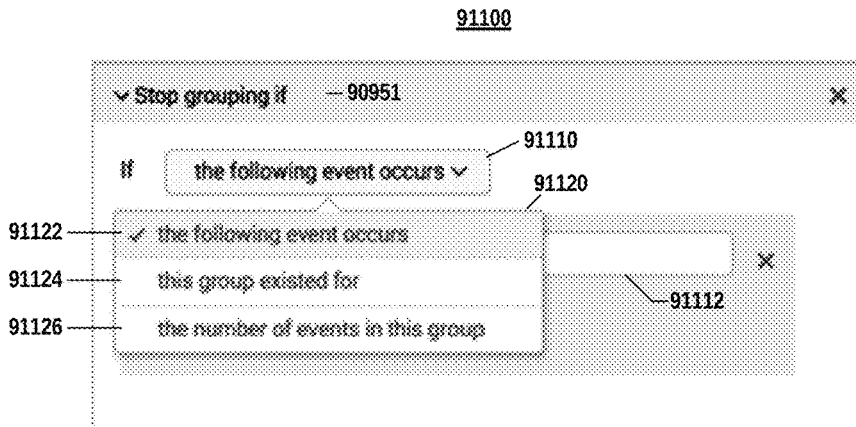 91100
Stop grouping if 90951
If the following event occurs 91110
91120
91122 the following event occurs
91124 this group existed for
91112
91126 the number of events in this group